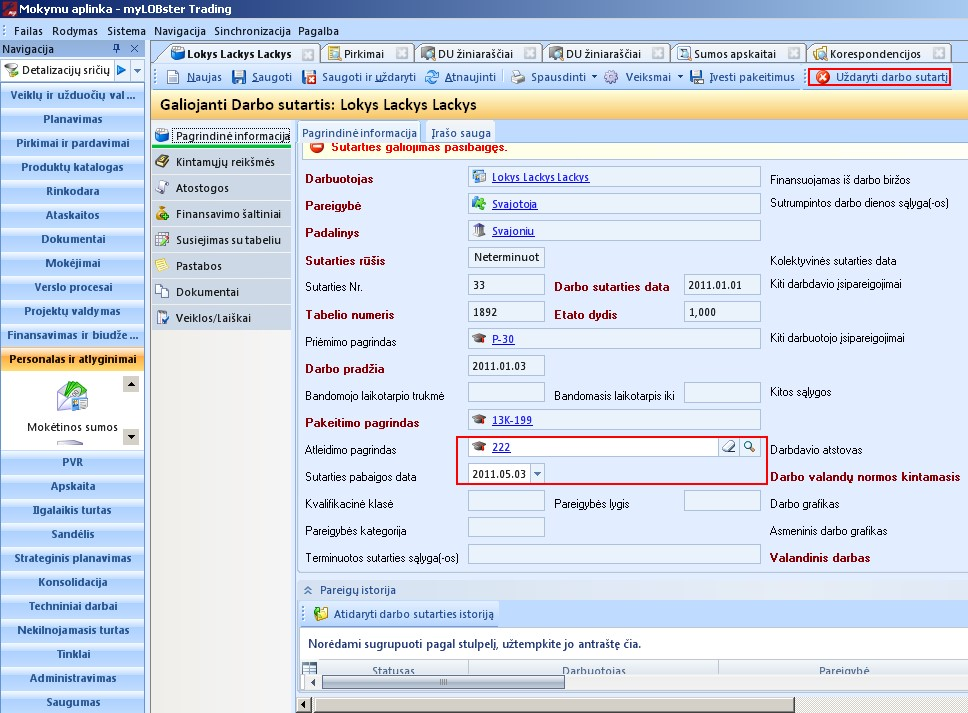 Mokymu aplinka - myLOBster Trading
Failas Rodymas Sistema Navigacija Sinchronizacija Pagalba
Navigacija
Lokys Lackys Lackys Pirkimai DU žiniaraščiai DU žiniaraščiai Sumos apskaitai Korespondencijos
Detalizacijų sričių
Naujas Saugoti Saugoti ir uždaryti Atnaujinti Spausdinti Veiksmai Įvesti pakeitimus Uždaryti darbo sutartį
Veiklų ir užduočių val ...
Planavimas
Pirkimai ir pardavimai
Produktų katalogas
Rinkodara
Ataskaitos
Dokumentai
Mokėjimai
Verslo procesai
Projektų valdymas
Finansavimas ir biudže ...
Personalas ir atlyginimai
Mokėtinos sumos
PVR
Apskaita
Ilgalaikis turtas
Sandėlis
Strateginis planavimas
Konsolidacija
Techniniai darbai
Nekilnojamasis turtas
Tinklai
Administravimas
Saugumas
Galiojanti Darbo sutartis: Lokys Lackys Lackys
Pagrindinė informacija
Kintamųjų reikšmės
Atostogos
Finansavimo šaltiniai
Susiejimas su tabeliu
Pastabos
Dokumentai
Veiklos/Laiškai
Pagrindinė informacija Įrašo sauga
Sutarties galiojimas pasibaigęs.
Darbuotojas Lokys Lackys Lackys Finansuojamas iš darbo biržos
Pareigybė Svajotoja Sutrumpintos darbo dienos sąlyga(-os)
Padalinys Svajoniu
Sutarties rūšis Neterminuot Kolektyvinės sutarties data
Sutarties Nr. 33 Darbo sutarties data 2011.01.01 Kiti darbdavio įsipareigojimai
Tabelio numeris 1892 Etato dydis 1,000
Priėmimo pagrindas P-30 Kiti darbuotojo įsipareigojimai
Darbo pradžia 2011.01.03
Bandomojo laikotarpio trukmė Bandomasis laikotarpis iki Kitos sąlygos
Pakeitimo pagrindas 13K-199
Atleidimo pagrindas 222 Darbdavio atstovas
Sutarties pabaigos data 2011.05.03 Darbo valandų normos kintamasis
Kvalifikacinė klasė Pareigybės lygis Darbo grafikas
Pareigybės kategorija Asmeninis darbo grafikas
Terminuotos sutarties sąlyga(-os) Valandinis darbas
Pareigų istorija
Atidaryti darbo sutarties istoriją
Norėdami sugrupuoti pagal stulpelį, užtempkite jo antraštę čia.
Statusas Darbuotojas Pareigybė